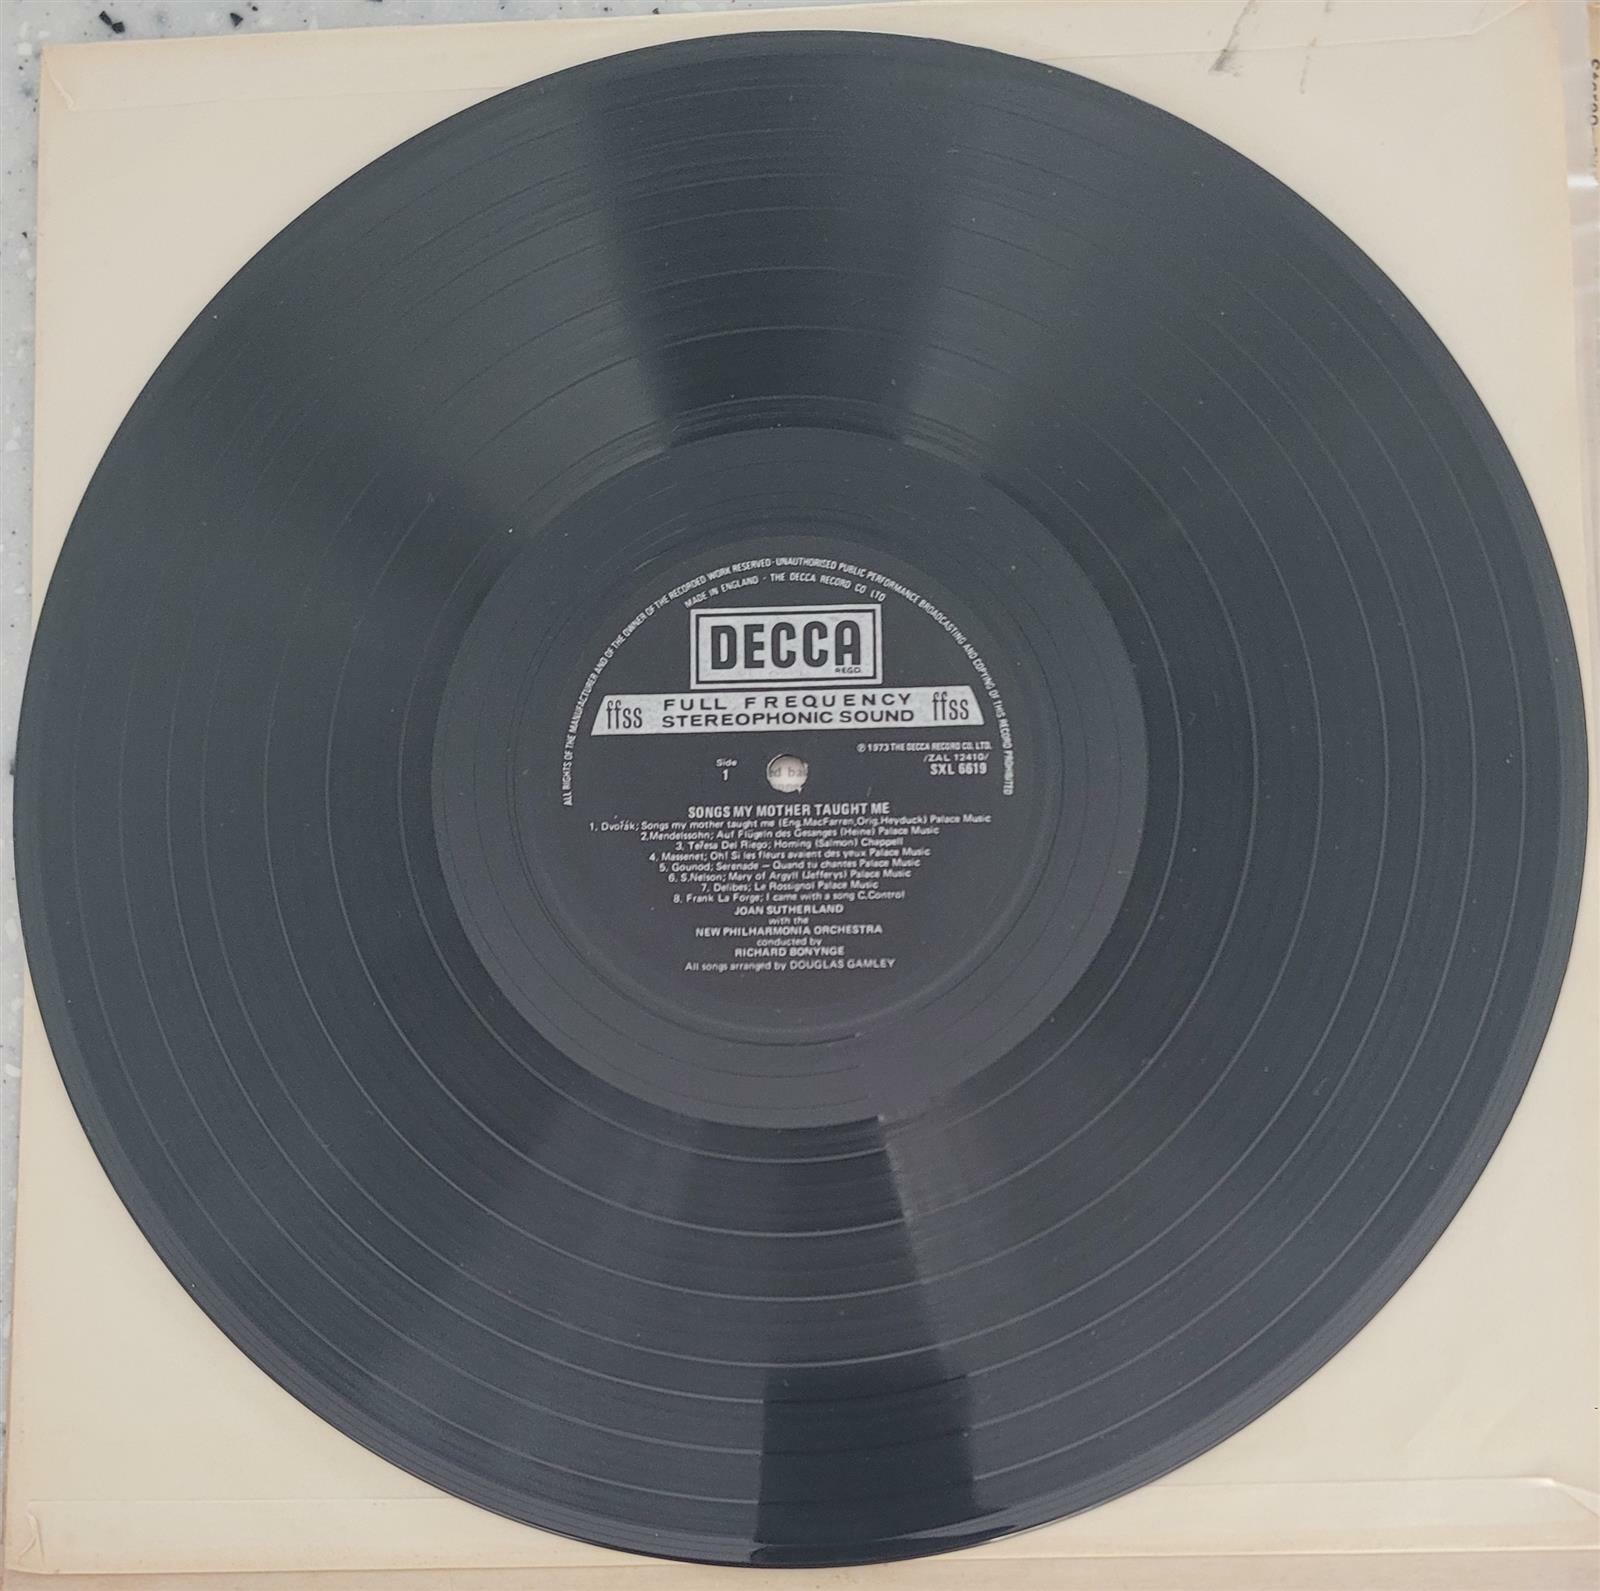 ALL RIGHTS OF THE MANUFACTURER AND OF THE OWNER OF THE RECORDED WORK RESERVED · UNAUTHORISED PUBLIC PERFORMANCE BROADCASTING AND COPYING OF THIS RECORD PROHIBITED
MADE IN ENGLAND · THE DECCA RECORD CO LTD
DECCA
REGD.
ffss FULL FREQUENCY STEREOPHONIC SOUND ffss
℗ 1973 THE DECCA RECORD CO. LTD.
/ZAL 12410/
SXL 6619
Side
1
SONGS MY MOTHER TAUGHT ME
1. Dvořák; Songs my mother taught me (Eng.MacFarren,Orig.Heyduck) Palace Music
2.Mendelssohn; Auf Flügeln des Gesanges (Heine) Palace Music
3. Teresa Del Riego; Homing (Salmon) Chappell
4. Massenet; Oh! Si les fleurs avaient des yeux Palace Music
5. Gounod; Serenade – Quand tu chantes Palace Music
6. S.Nelson; Mary of Argyll (Jefferys) Palace Music
7. Delibes; Le Rossignol Palace Music
8. Frank La Forge; I came with a song C.Control
JOAN SUTHERLAND
with the
NEW PHILHARMONIA ORCHESTRA
conducted by
RICHARD BONYNGE
All songs arranged by DOUGLAS GAMLEY